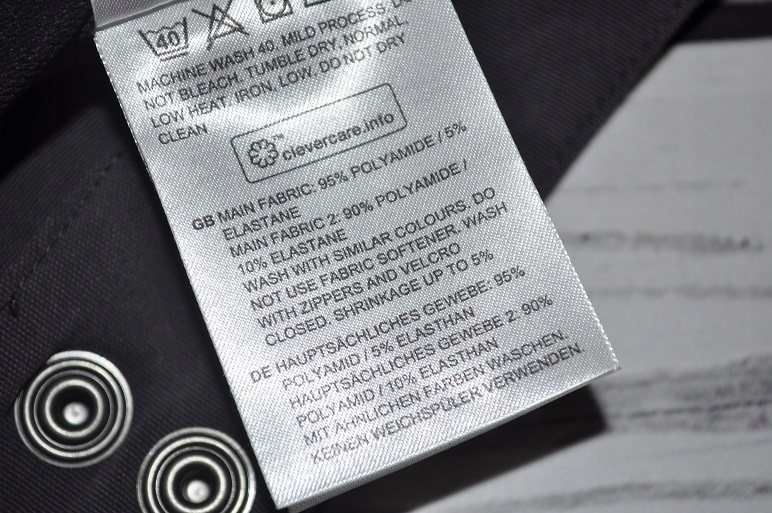 40
MACHINE WASH 40, MILD PROCESS. DO
NOT BLEACH. TUMBLE DRY, NORMAL,
LOW HEAT. IRON, LOW. DO NOT DRY
CLEAN
™ clevercare.info
GB MAIN FABRIC: 95% POLYAMIDE / 5%
ELASTANE
MAIN FABRIC 2: 90% POLYAMIDE /
10% ELASTANE
WASH WITH SIMILAR COLOURS. DO
NOT USE FABRIC SOFTENER. WASH
WITH ZIPPERS AND VELCRO
CLOSED. SHRINKAGE UP TO 5%
DE HAUPTSÄCHLICHES GEWEBE: 95%
POLYAMID / 5% ELASTHAN
HAUPTSÄCHLICHES GEWEBE 2: 90%
POLYAMID / 10% ELASTHAN
MIT ÄHNLICHEN FARBEN WASCHEN.
KEINEN WEICHSPÜLER VERWENDEN.